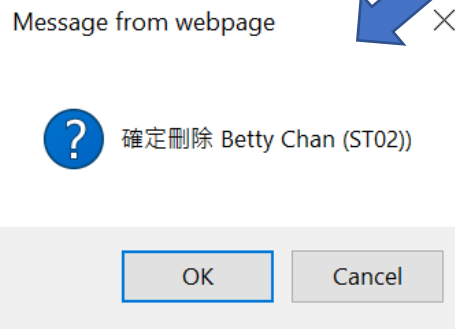 Message from webpage
確定刪除 Betty Chan (ST02))
OK
Cancel